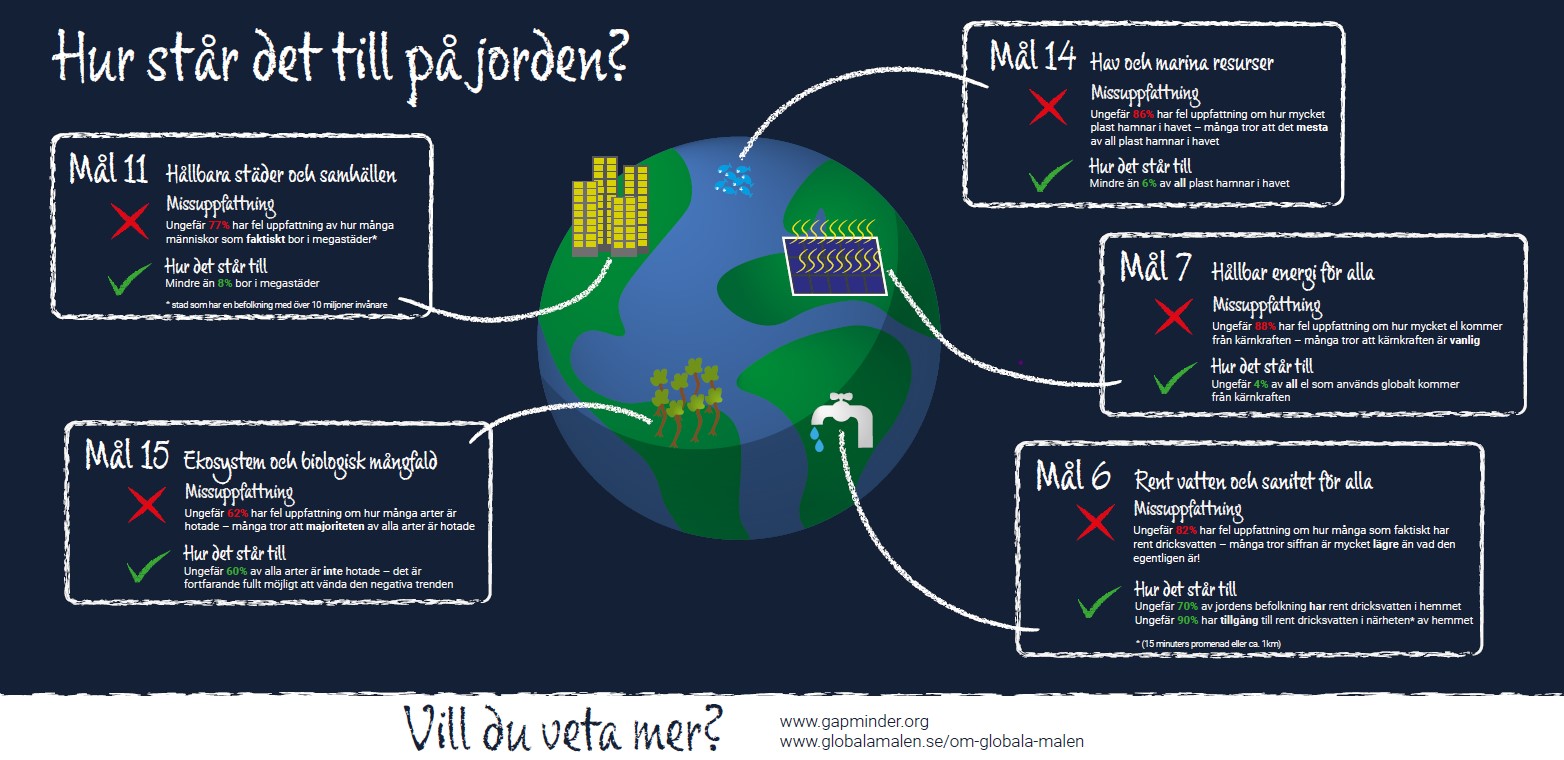 Hur står det till på jorden?
Mål 11 Hållbara städer och samhällen
Missuppfattning
Ungefär 77% har fel uppfattning av hur många
människor som faktiskt bor i megastäder*
Hur det står till
Mindre än 8% bor i megastäder
* stad som har en befolkning med över 10 miljoner invånare
Mål 15 Ekosystem och biologisk mångfald
Missuppfattning
Ungefär 62% har fel uppfattning om hur många arter är
hotade – många tror att majoriteten av alla arter är hotade
Hur det står till
Ungefär 60% av alla arter är inte hotade – det är
fortfarande fullt möjligt att vända den negativa trenden
Mål 14 Hav och marina resurser
Missuppfattning
Ungefär 86% har fel uppfattning om hur mycket
plast hamnar i havet – många tror att det mesta
av all plast hamnar i havet
Hur det står till
Mindre än 6% av all plast hamnar i havet
Mål 7 Hållbar energi för alla
Missuppfattning
Ungefär 88% har fel uppfattning om hur mycket el kommer
från kärnkraften – många tror att kärnkraften är vanlig
Hur det står till
Ungefär 4% av all el som används globalt kommer
från kärnkraften
Mål 6 Rent vatten och sanitet för alla
Missuppfattning
Ungefär 82% har fel uppfattning om hur många som faktiskt har
rent dricksvatten – många tror siffran är mycket lägre än vad den
egentligen är!
Hur det står till
Ungefär 70% av jordens befolkning har rent dricksvatten i hemmet
Ungefär 90% har tillgång till rent dricksvatten i närheten* av hemmet
* (15 minuters promenad eller ca. 1km)
Vill du veta mer?
www.gapminder.org
www.globalamalen.se/om-globala-malen